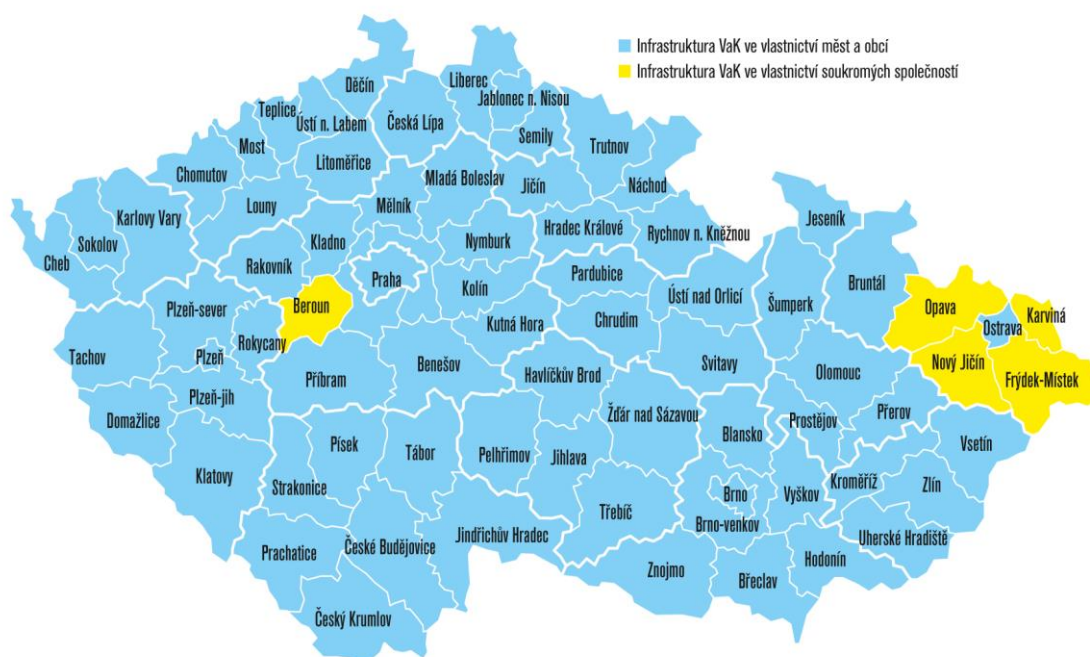 Infrastruktura VaK ve vlastnictví měst a obcí
Infrastruktura VaK ve vlastnictví soukromých společností
Děčín
Liberec
Jablonec n. Nisou
Teplice
Ústí n. Labem
Česká Lípa
Semily
Most
Trutnov
Litoměřice
Chomutov
Mladá Boleslav
Jičín
Náchod
Karlovy Vary
Louny
Mělník
Jeseník
Sokolov
Kladno
Nymburk
Hradec Králové
Rychnov n. Kněžnou
Cheb
Rakovník
Praha
Pardubice
Bruntál
Kolín
Ústí nad Orlicí
Šumperk
Beroun
Plzeň-sever
Opava
Karviná
Chrudim
Kutná Hora
Ostrava
Rokycany
Tachov
Plzeň
Benešov
Svitavy
Nový Jičín
Příbram
Havlíčkův Brod
Olomouc
Frýdek-Místek
Plzeň-jih
Domažlice
Žďár nad Sázavou
Přerov
Prostějov
Blansko
Vsetín
Písek
Tábor
Pelhřimov
Jihlava
Klatovy
Kroměříž
Zlín
Strakonice
Brno
Vyškov
Třebíč
Brno-venkov
Jindřichův Hradec
Uherské Hradiště
České Budějovice
Prachatice
Hodonín
Znojmo
Břeclav
Český Krumlov